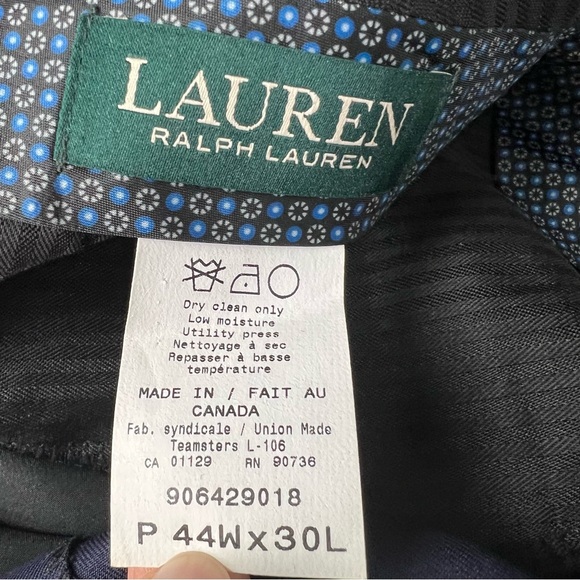 LAUREN
RALPH LAUREN
Dry clean only
Low moisture
Utility press
Nettoyage à sec
Repasser à basse
température
MADE IN / FAIT AU
CANADA
Fab. syndicale / Union Made
Teamsters L-106
CA 01129 RN 90736
906429018
P 44W x 30L